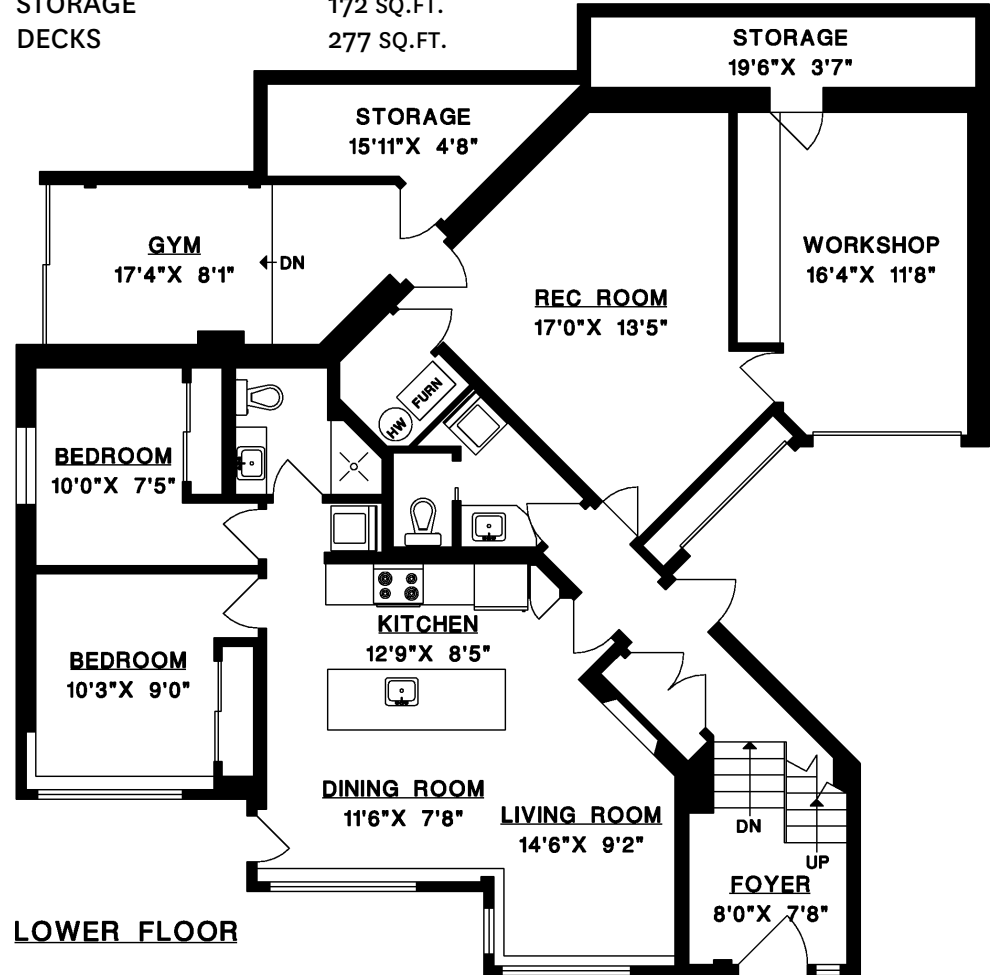 STORAGE 172 SQ.FT.
DECKS 277 SQ.FT.
STORAGE
19'6"X 3'7"
STORAGE
15'11"X 4'8"
GYM
17'4"X 8'1"
DN
WORKSHOP
16'4"X 11'8"
REC ROOM
17'0"X 13'5"
FURN
HW
BEDROOM
10'0"X 7'5"
KITCHEN
12'9"X 8'5"
BEDROOM
10'3"X 9'0"
DINING ROOM
11'6"X 7'8"
LIVING ROOM
14'6"X 9'2"
DN
UP
FOYER
8'0"X 7'8"
LOWER FLOOR